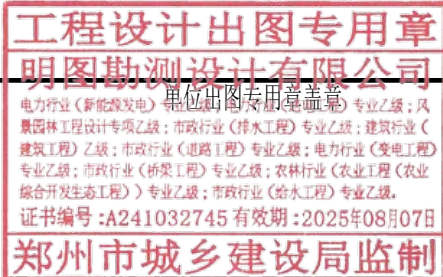 工程设计出图专用章
明图勘测设计有限公司
单位出图专用章盖章
电力行业（新能源发电）专业乙级；专业乙级；风
景园林工程设计专项乙级；市政行业（排水工程）专业乙级；建筑行业（
建筑工程）乙级；市政行业（道路工程）专业乙级；电力行业（变电工程）
专业乙级；市政行业（桥梁工程）专业乙级；农林行业（农业工程（农业
综合开发生态工程））专业乙级；市政行业（给水工程）专业乙级。
证书编号:A241032745 有效期:2025年08月07日
郑州市城乡建设局监制